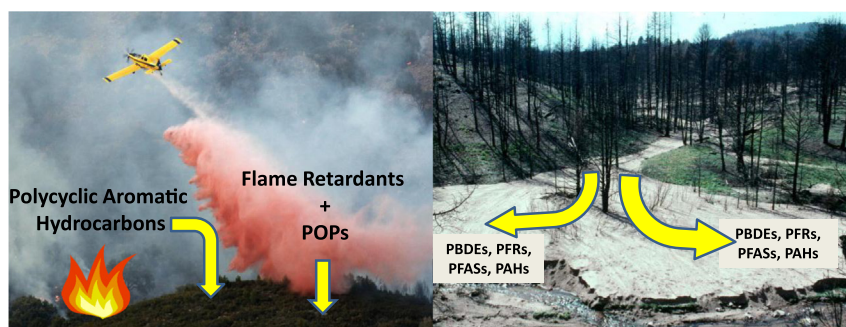 Polycyclic Aromatic
Hydrocarbons
Flame Retardants
+
POPs
PBDEs, PFRs,
PFASs, PAHs
PBDEs, PFRs,
PFASs, PAHs